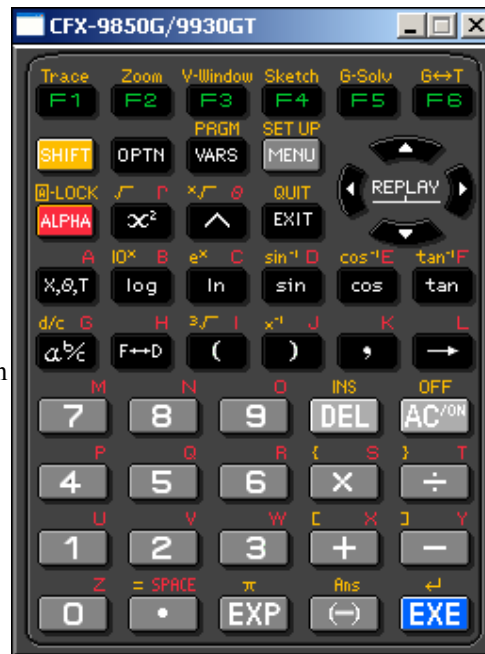 CFX-9850G/9930GT
Trace Zoom V-Window Sketch G-Solv G↔T
F1 F2 F3 F4 F5 F6
PRGM SET UP
SHIFT OPTN VARS MENU
REPLAY
A-LOCK √ r ˣ√ θ QUIT
ALPHA x² ^ EXIT
A 10ˣ B eˣ C sin⁻¹ D cos⁻¹ E tan⁻¹ F
X,θ,T log ln sin cos tan
d/c G H ³√ I x⁻¹ J K L
a b/c F↔D ( ) , →
n
M N O INS OFF
7 8 9 DEL AC/ON
P Q R { S } T
4 5 6 × ÷
U V W [ X ] Y
1 2 3 + −
Z = SPACE π Ans ↵
0 • EXP (−) EXE